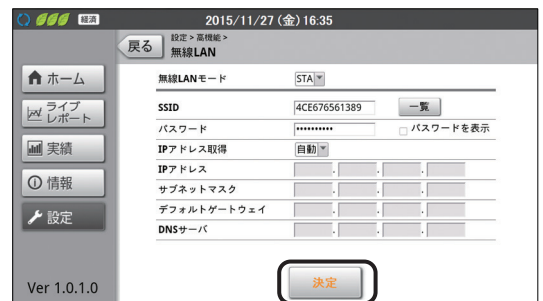 経済 2015/11/27 (金) 16:35
戻る
設定 > 高機能 >
無線LAN
ホーム
ライブ
レポート
実績
情報
設定
Ver 1.0.1.0
無線LANモード STA
SSID 4CE676561389 一覧
パスワード •••••••••• パスワードを表示
IPアドレス取得 自動
IPアドレス . . .
サブネットマスク . . .
デフォルトゲートウェイ . . .
DNSサーバ . . .
決定